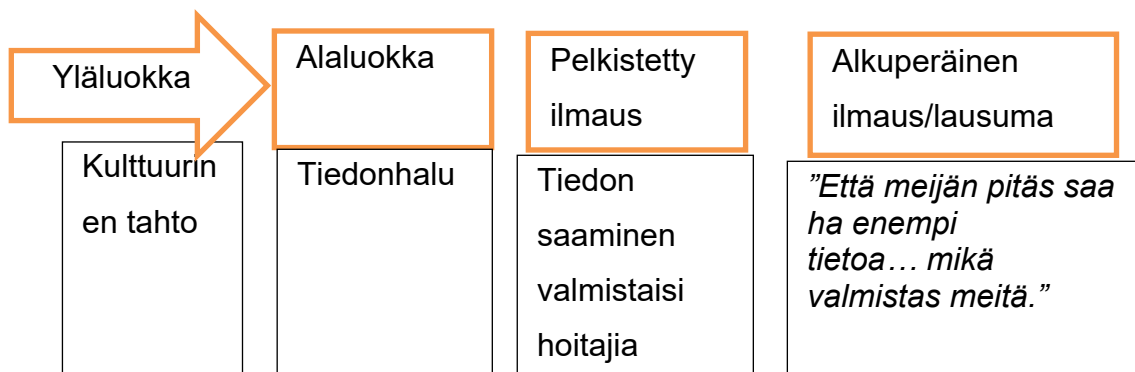 Yläluokka
Alaluokka
Pelkistetty
ilmaus
Alkuperäinen
ilmaus/lausuma
Kulttuurin
en tahto
Tiedonhalu
Tiedon
saaminen
valmistaisi
hoitajia
”Että meijän pitäs saa
ha enempi
tietoa… mikä
valmistas meitä.”